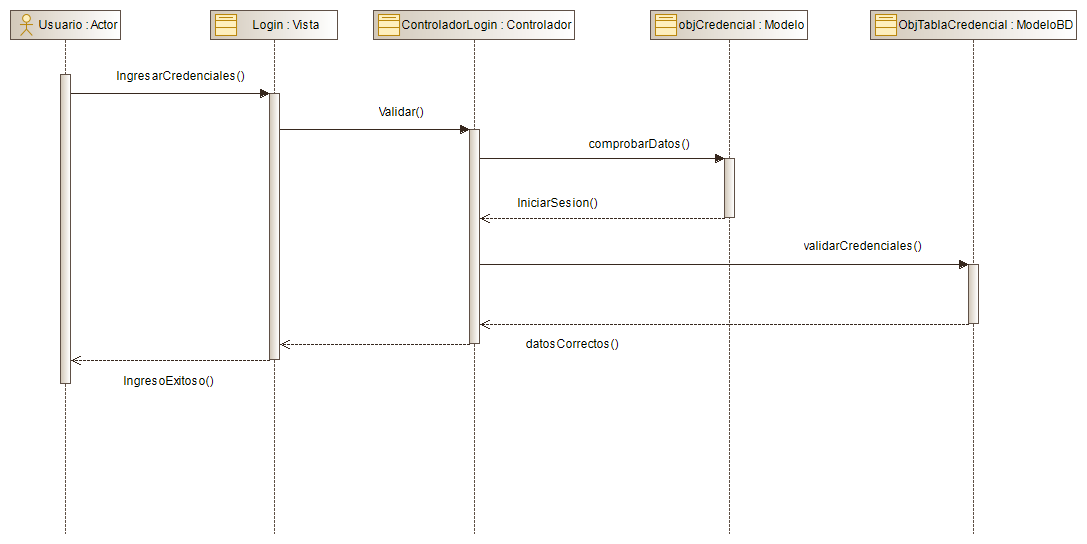 Usuario : Actor
Login : Vista
ControladorLogin : Controlador
objCredencial : Modelo
ObjTablaCredencial : ModeloBD
IngresarCredenciales()
Validar()
comprobarDatos()
IniciarSesion()
validarCredenciales()
datosCorrectos()
IngresoExitoso()